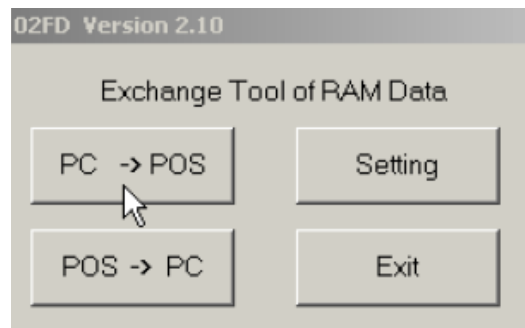 02FD Version 2.10
Exchange Tool of RAM Data
PC -> POS
Setting
POS -> PC
Exit